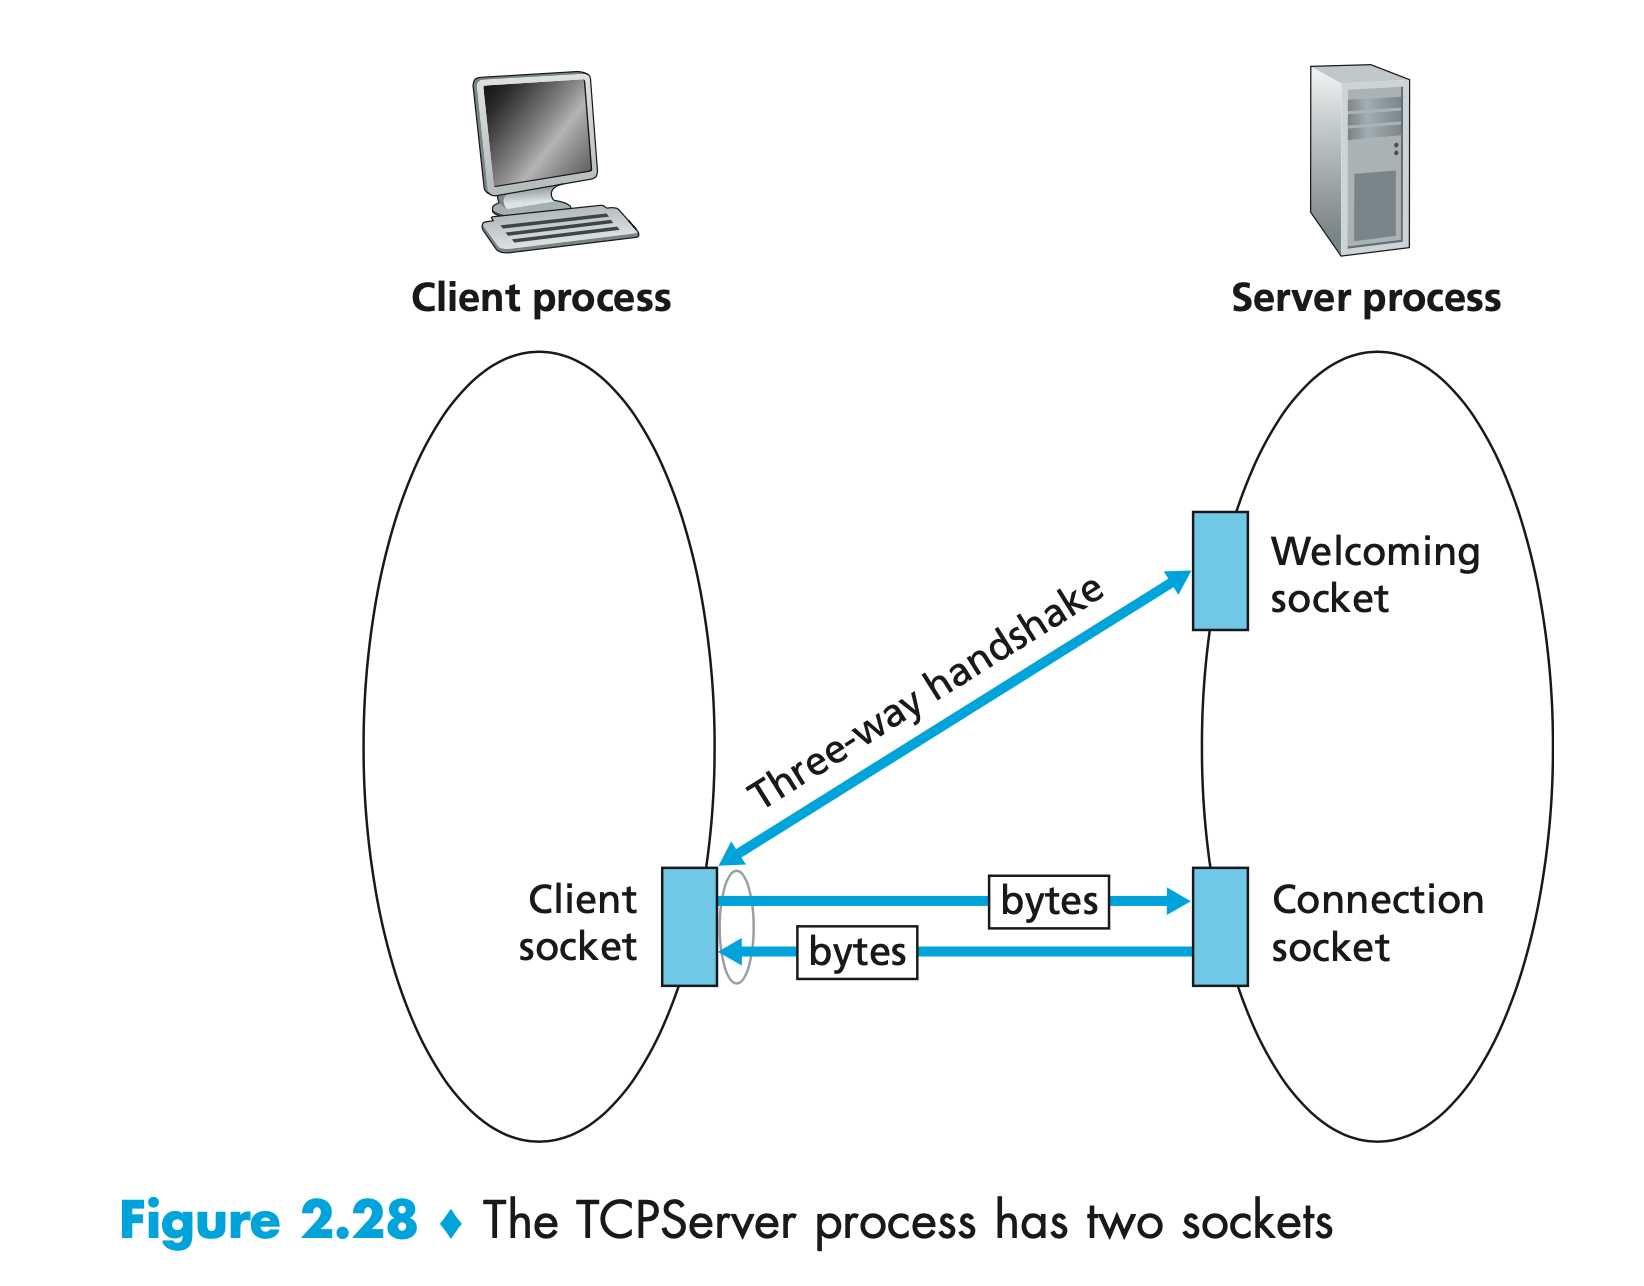 Client process
Server process
Welcoming
socket
Three-way handshake
Client
socket
bytes
bytes
Connection
socket
Figure 2.28 ♦ The TCPServer process has two sockets